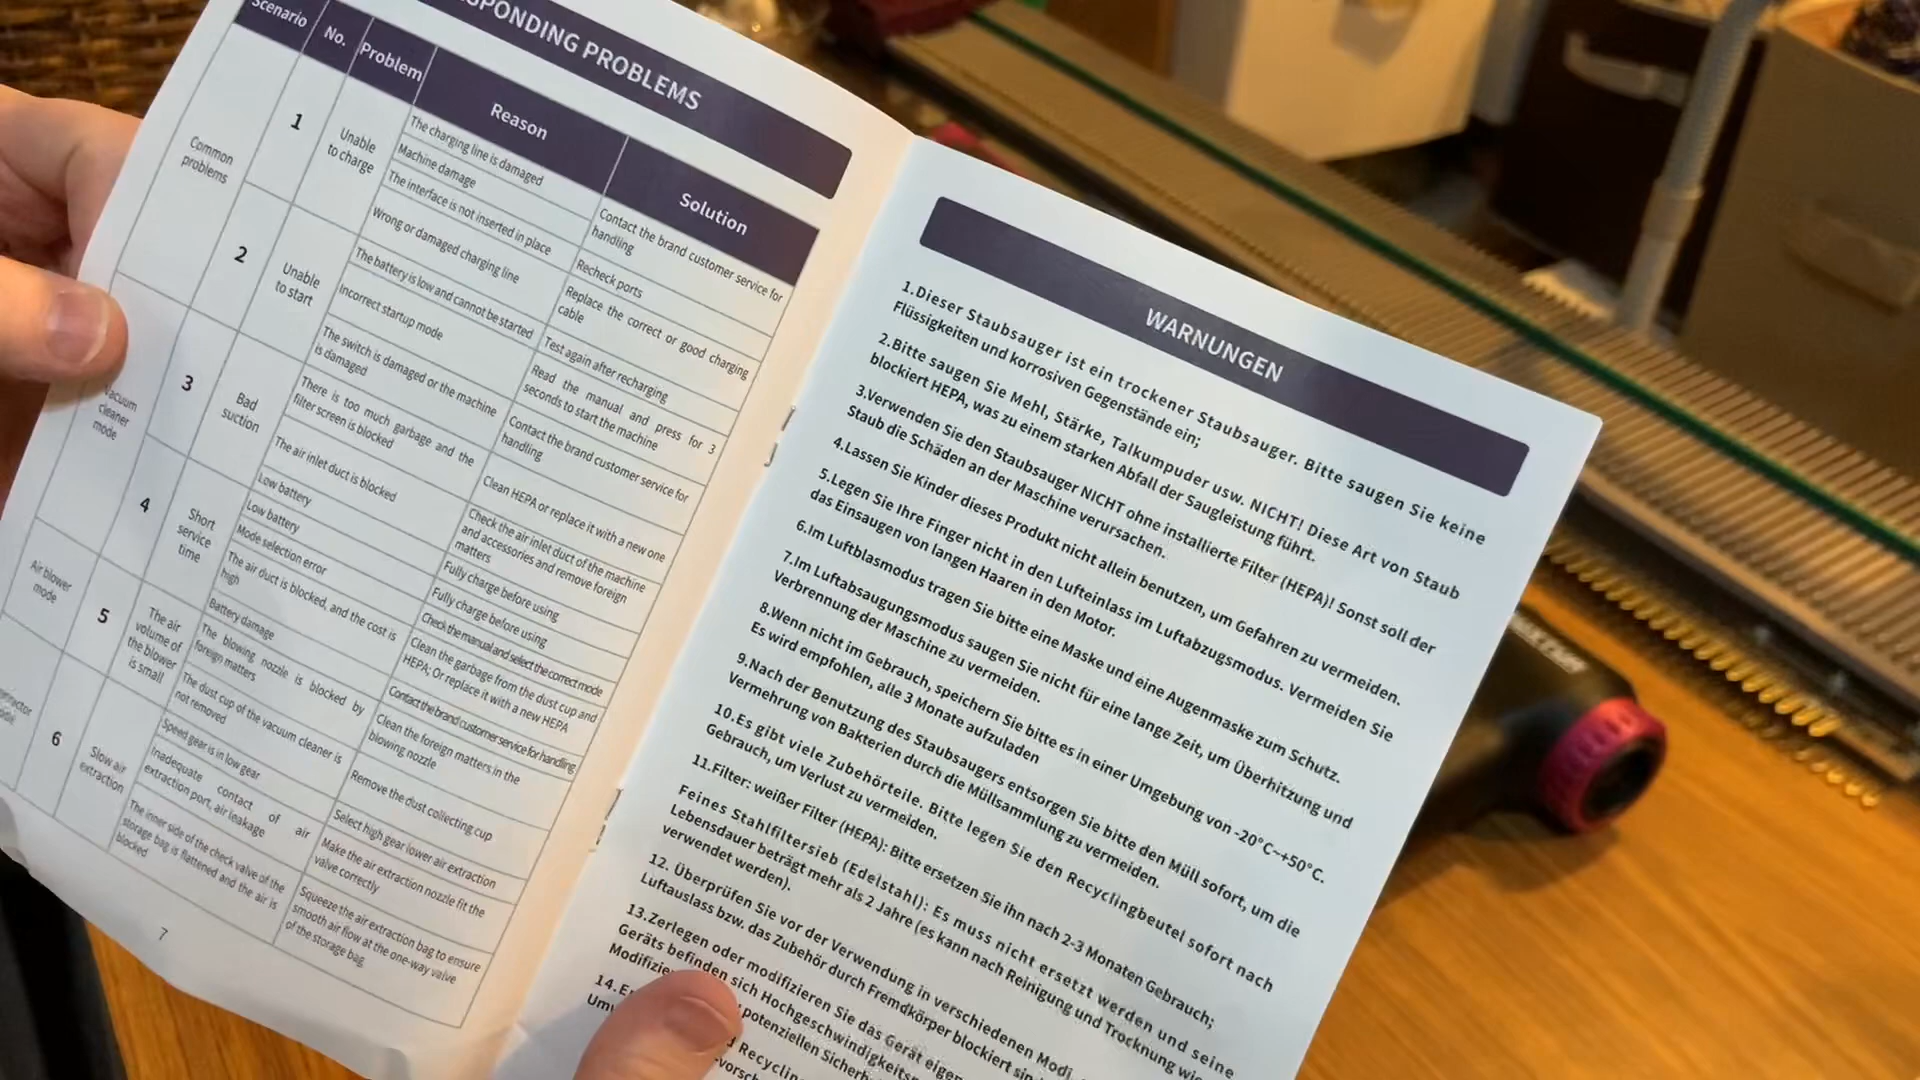 SPONDING PROBLEMS
Scenario
No.
Problem
Reason
Solution
Common
problems
1
Unable
to charge
The charging line is damaged
Machine damage
Contact the brand customer service for
handling
The interface is not inserted in place
Recheck ports
Wrong or damaged charging line
Replace the correct or good charging
cable
2
Unable
to start
The battery is low and cannot be started
Test again after recharging
Incorrect startup mode
Read the manual and press for 3
seconds to start the machine
The switch is damaged or the machine
is damaged
Contact the brand customer service for
handling
Vacuum
cleaner
mode
3
Bad
suction
There is too much garbage and the
filter screen is blocked
Clean HEPA or replace it with a new one
The air inlet duct is blocked
Check the air inlet duct of the machine
and accessories and remove foreign
matters
Low battery
Fully charge before using
4
Short
service
time
Low battery
Fully charge before using
Mode selection error
Check the manual and select the correct mode
The air duct is blocked, and the cost is
high
Clean the garbage from the dust cup and
HEPA; Or replace it with a new HEPA
Battery damage
Contact the brand customer service for handling
Air blower
mode
5
The air
volume of
the blower
is small
The blowing nozzle is blocked by
foreign matters
Clean the foreign matters in the
blowing nozzle
The dust cup of the vacuum cleaner is
not removed
Remove the dust collecting cup
Speed gear is in low gear
Select high gear lower air extraction
6
Slow air
extraction
Inadequate contact of air
extraction port, air leakage
Make the air extraction nozzle fit the
valve correctly
The inner side of the check valve of the
storage bag is flattened and the air is
blocked
Squeeze the air extraction bag to ensure
smooth air flow at the one-way valve
of the storage bag
7
WARNUNGEN
1.Dieser Staubsauger ist ein trockener Staubsauger. Bitte saugen Sie keine
Flüssigkeiten und korrosiven Gegenstände ein;
2.Bitte saugen Sie Mehl, Stärke, Talkumpuder usw. NICHT! Diese Art von Staub
blockiert HEPA, was zu einem starken Abfall der Saugleistung führt.
3.Verwenden Sie den Staubsauger NICHT ohne installierte Filter (HEPA)! Sonst soll der
Staub die Schäden an der Maschine verursachen.
4.Lassen Sie Kinder dieses Produkt nicht allein benutzen, um Gefahren zu vermeiden.
5.Legen Sie Ihre Finger nicht in den Lufteinlass im Luftabzugsmodus. Vermeiden Sie
das Einsaugen von langen Haaren in den Motor.
6.Im Luftblasmodus tragen Sie bitte eine Maske und eine Augenmaske zum Schutz.
7.Im Luftabsaugungsmodus saugen Sie nicht für eine lange Zeit, um Überhitzung und
Verbrennung der Maschine zu vermeiden.
8.Wenn nicht im Gebrauch, speichern Sie bitte es in einer Umgebung von -20°C~+50°C.
Es wird empfohlen, alle 3 Monate aufzuladen
9.Nach der Benutzung des Staubsaugers entsorgen Sie bitte den Müll sofort, um die
Vermehrung von Bakterien durch die Müllsammlung zu vermeiden.
10.Es gibt viele Zubehörteile. Bitte legen Sie den Recyclingbeutel sofort nach
Gebrauch, um Verlust zu vermeiden.
11.Filter: weißer Filter (HEPA): Bitte ersetzen Sie ihn nach 2-3 Monaten Gebrauch;
Feines Stahlfiltersieb (Edelstahl): Es muss nicht ersetzt werden und seine
Lebensdauer beträgt mehr als 2 Jahre (es kann nach Reinigung und Trocknung wie
verwendet werden).
12. Überprüfen Sie vor der Verwendung in verschiedenen Modi
Luftauslass bzw. das Zubehör durch Fremdkörper blockiert sin
13.Zerlegen oder modifizieren Sie das Gerät eigen
Geräts befinden sich Hochgeschwindigkeits
Modifizie potenziellen Sicherh
14.E d Recyclin
Um -vorsch